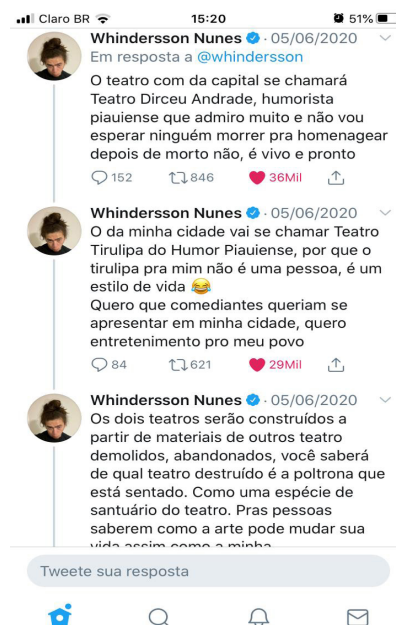 Claro BR 15:20 51%
Whindersson Nunes · 05/06/2020
Em resposta a @whindersson
O teatro com da capital se chamará
Teatro Dirceu Andrade, humorista
piauiense que admiro muito e não vou
esperar ninguém morrer pra homenagear
depois de morto não, é vivo e pronto
152 846 36Mil
Whindersson Nunes · 05/06/2020
O da minha cidade vai se chamar Teatro
Tirulipa do Humor Piauiense, por que o
tirulipa pra mim não é uma pessoa, é um
estilo de vida 😂
Quero que comediantes queriam se
apresentar em minha cidade, quero
entretenimento pro meu povo
84 621 29Mil
Whindersson Nunes · 05/06/2020
Os dois teatros serão construídos a
partir de materiais de outros teatro
demolidos, abandonados, você saberá
de qual teatro destruído é a poltrona que
está sentado. Como uma espécie de
santuário do teatro. Pras pessoas
saberem como a arte pode mudar sua
vida assim como a minha
Tweete sua resposta